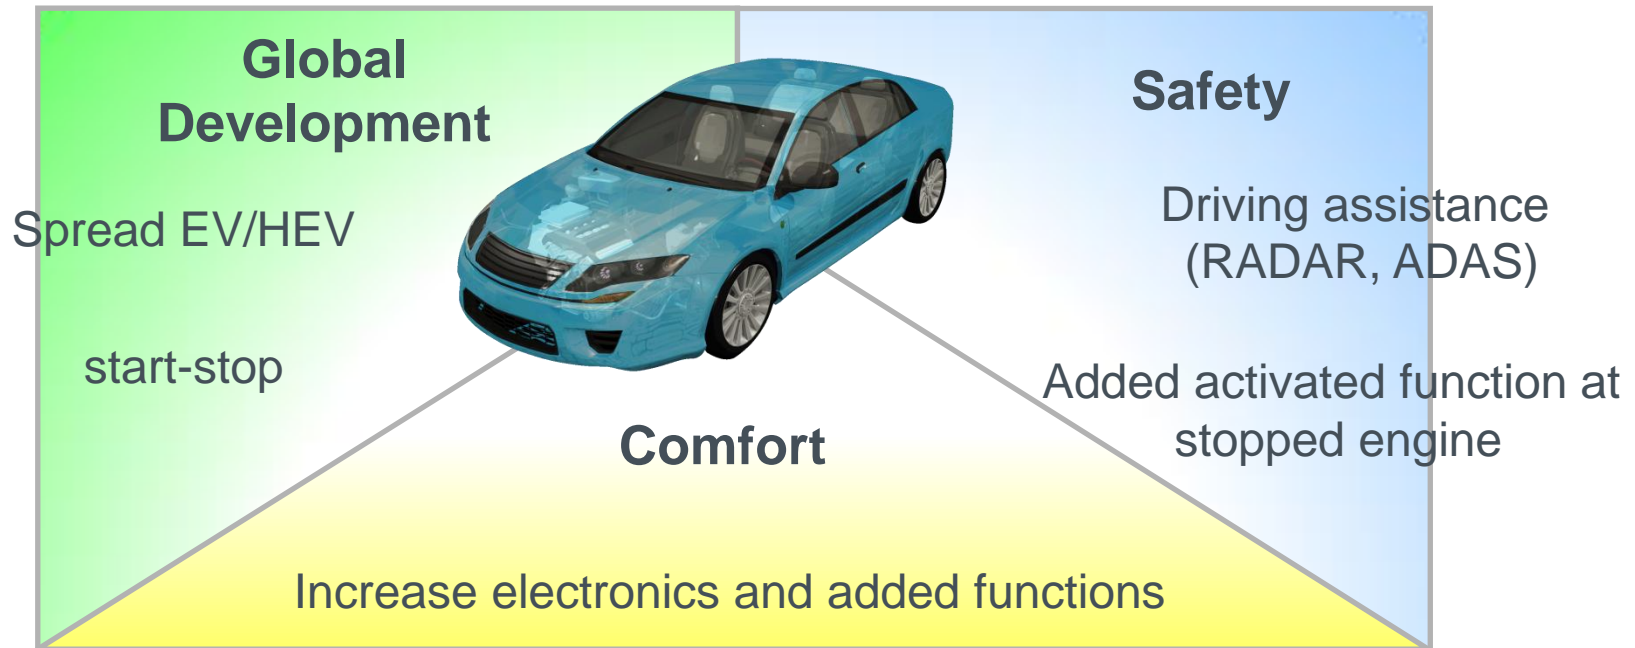 Global
Development
Spread EV/HEV
start-stop
Safety
Driving assistance
(RADAR, ADAS)
Added activated function at
stopped engine
Comfort
Increase electronics and added functions